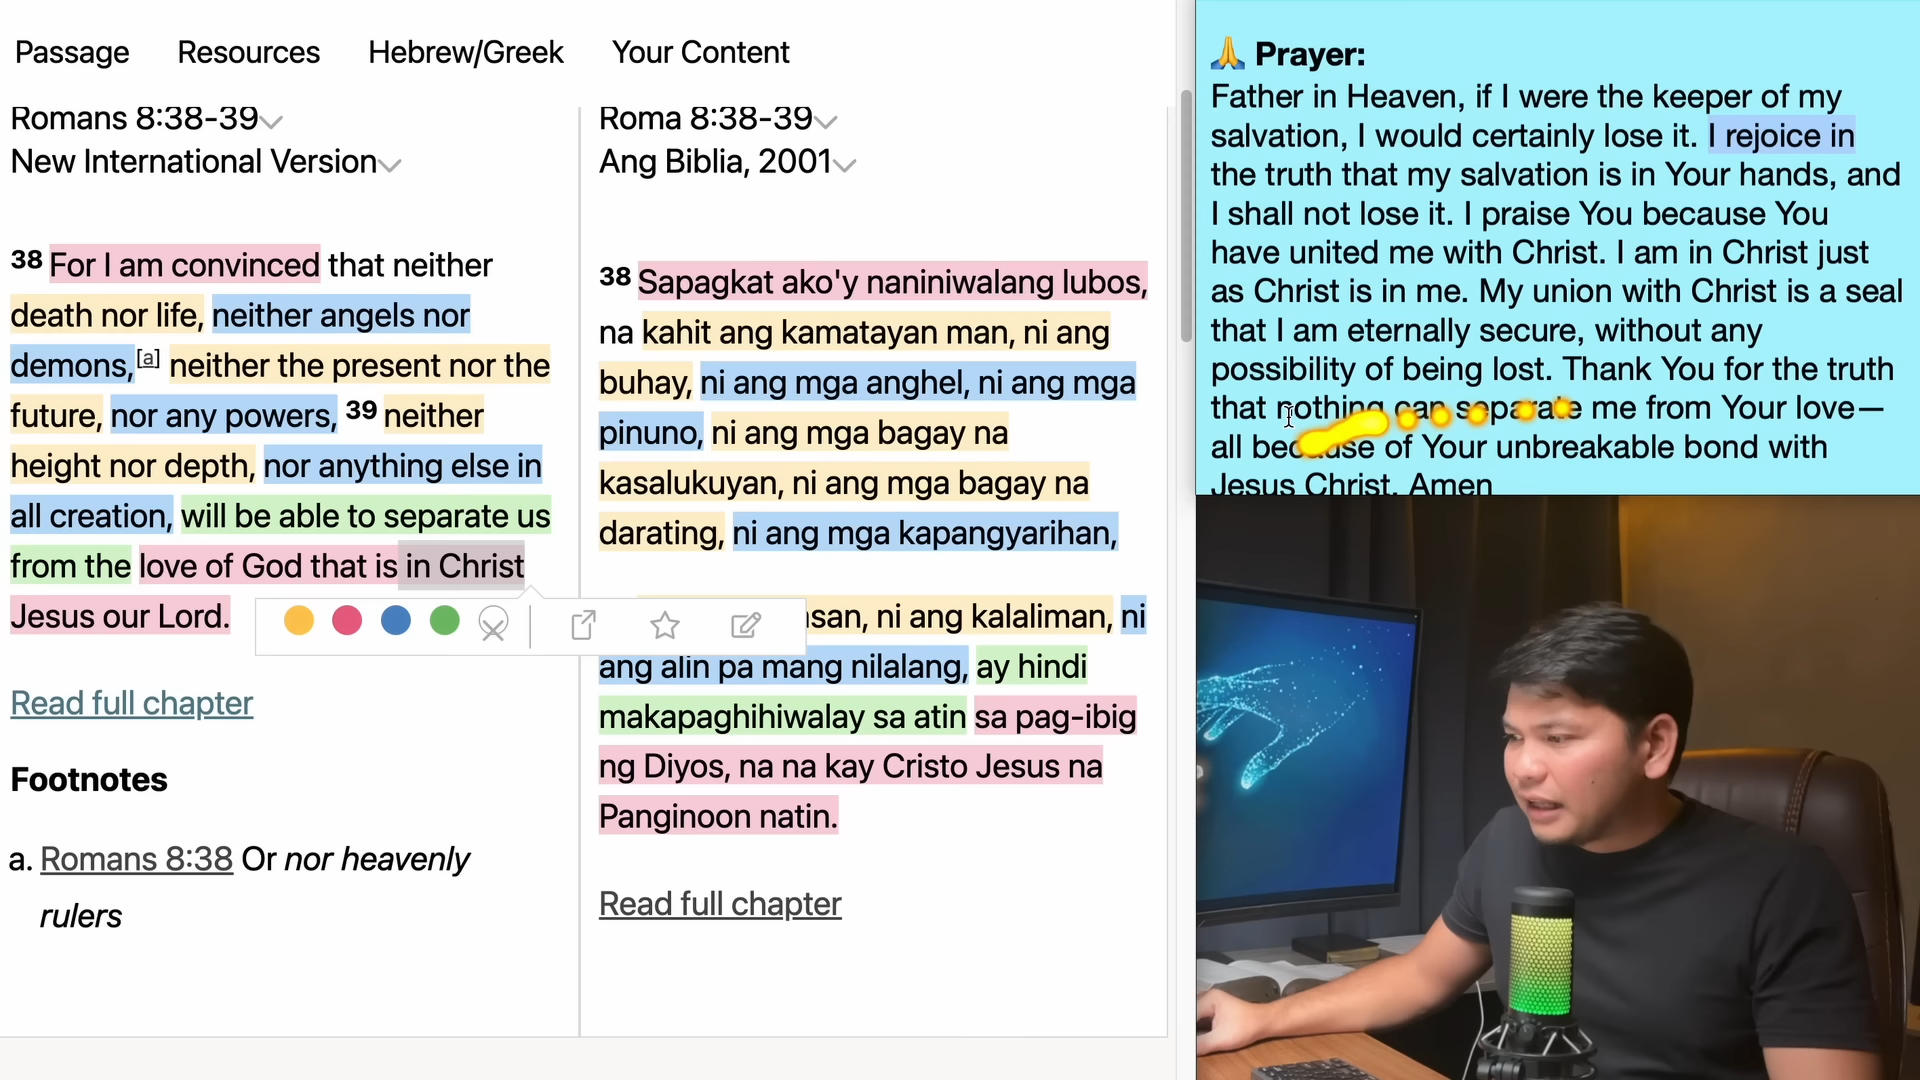 Passage Resources Hebrew/Greek Your Content
Romans 8:38-39
New International Version
38 For I am convinced that neither
death nor life, neither angels nor
demons,[a] neither the present nor the
future, nor any powers, 39 neither
height nor depth, nor anything else in
all creation, will be able to separate us
from the love of God that is in Christ
Jesus our Lord.
Read full chapter
Footnotes
a. Romans 8:38 Or nor heavenly
rulers
Roma 8:38-39
Ang Biblia, 2001
38 Sapagkat ako'y naniniwalang lubos,
na kahit ang kamatayan man, ni ang
buhay, ni ang mga anghel, ni ang mga
pinuno, ni ang mga bagay na
kasalukuyan, ni ang mga bagay na
darating, ni ang mga kapangyarihan,
san, ni ang kalaliman, ni
ang alin pa mang nilalang, ay hindi
makapaghihiwalay sa atin sa pag-ibig
ng Diyos, na na kay Cristo Jesus na
Panginoon natin.
Read full chapter
🙏 Prayer:
Father in Heaven, if I were the keeper of my
salvation, I would certainly lose it. I rejoice in
the truth that my salvation is in Your hands, and
I shall not lose it. I praise You because You
have united me with Christ. I am in Christ just
as Christ is in me. My union with Christ is a seal
that I am eternally secure, without any
possibility of being lost. Thank You for the truth
that nothing can separate me from Your love—
all because of Your unbreakable bond with
Jesus Christ. Amen